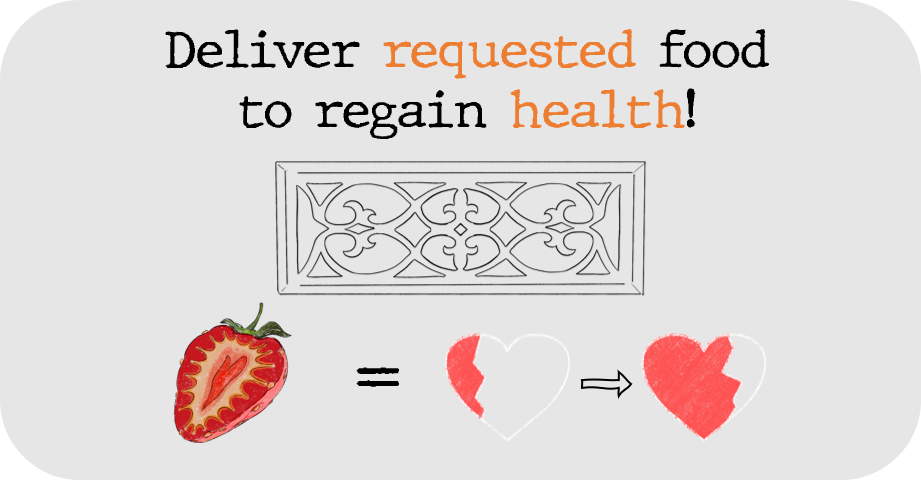 Deliver requested food
to regain health!
=